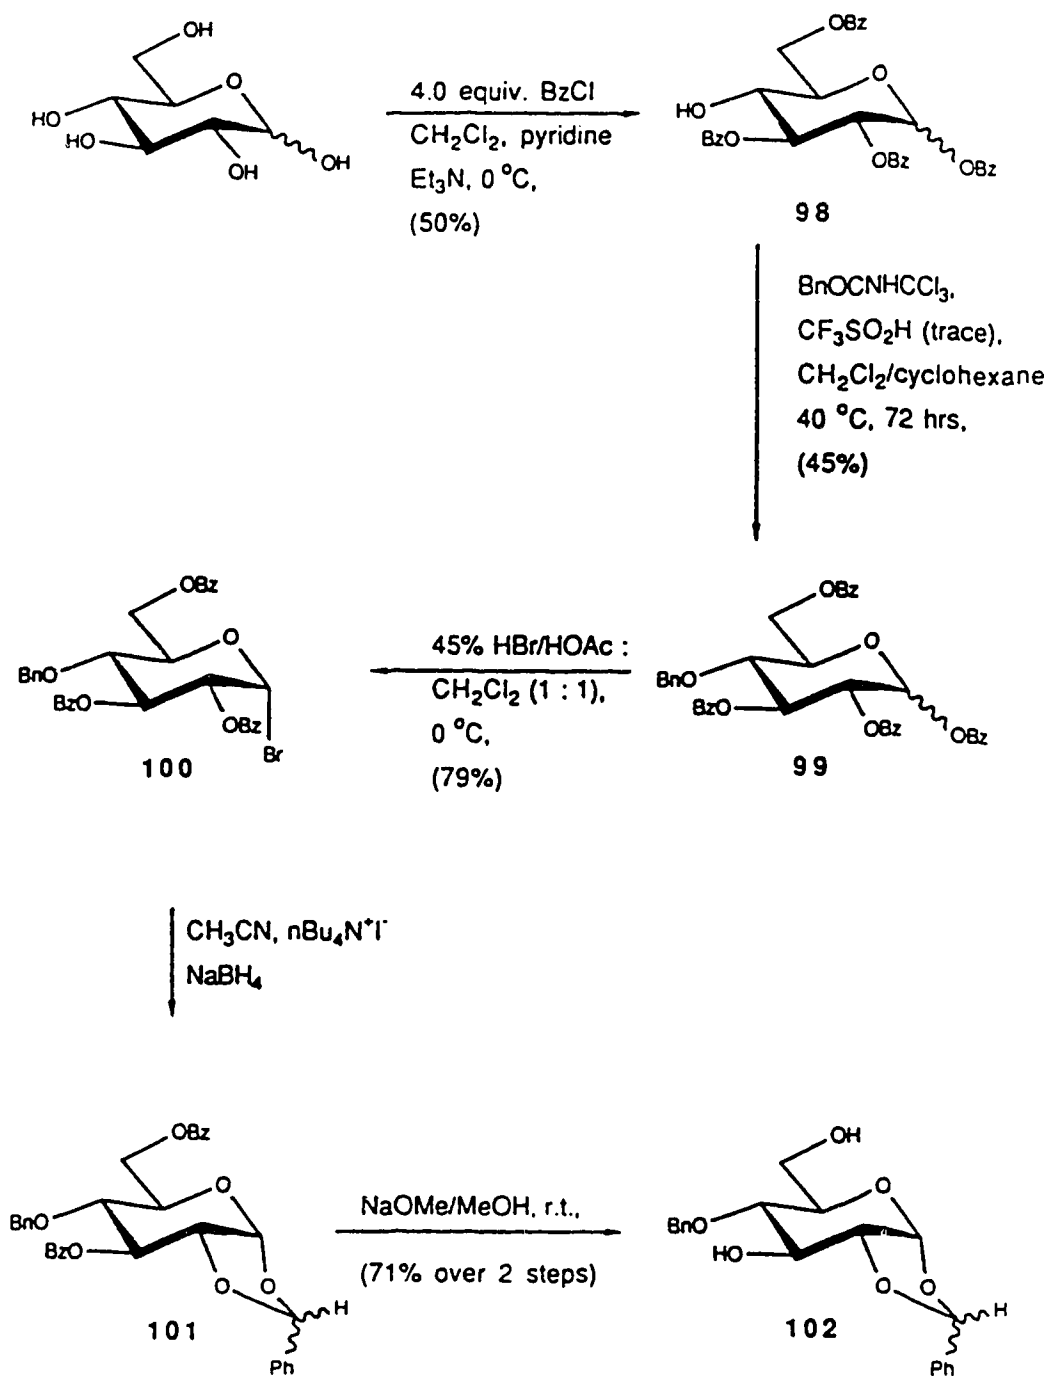 OH
O
HO
HO
OH
OH
4.0 equiv. BzCl
CH2Cl2, pyridine
Et3N, 0 °C,
(50%)
OBz
O
HO
BzO
OBz
OBz
98
BnOCNHCCl3,
CF3SO2H (trace),
CH2Cl2/cyclohexane
40 °C, 72 hrs,
(45%)
OBz
O
BnO
BzO
OBz
OBz
99
45% HBr/HOAc :
CH2Cl2 (1 : 1),
0 °C,
(79%)
OBz
O
BnO
BzO
OBz
Br
100
CH3CN, nBu4N+I-
NaBH4
OBz
O
BnO
BzO
O
O
H
Ph
101
NaOMe/MeOH, r.t.,
(71% over 2 steps)
OH
O
BnO
HO
O
O
H
Ph
102